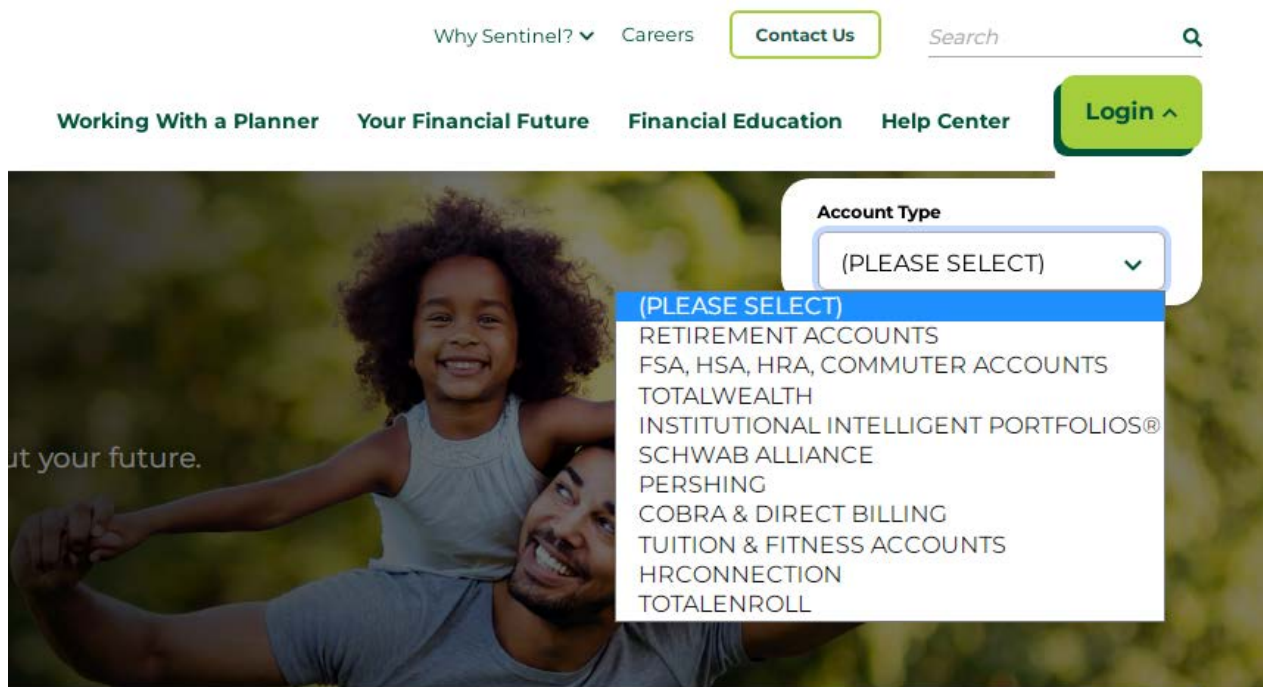 Why Sentinel?
Careers
Contact Us
Search
Working With a Planner
Your Financial Future
Financial Education
Help Center
Login
Account Type
(PLEASE SELECT)
(PLEASE SELECT)
RETIREMENT ACCOUNTS
FSA, HSA, HRA, COMMUTER ACCOUNTS
TOTALWEALTH
INSTITUTIONAL INTELLIGENT PORTFOLIOS®
SCHWAB ALLIANCE
PERSHING
COBRA & DIRECT BILLING
TUITION & FITNESS ACCOUNTS
HRCONNECTION
TOTALENROLL
your future.